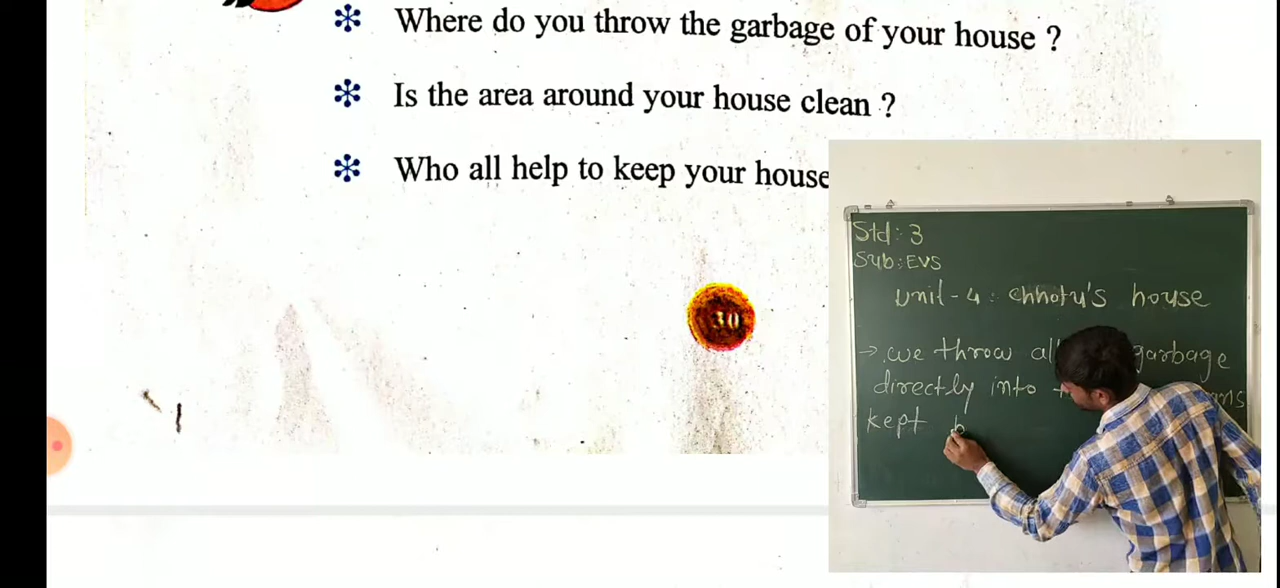 Where do you throw the garbage of your house ?
Is the area around your house clean ?
Who all help to keep your house
30
Std: 3
Sub: EVS
Unit - 4 : Chhotu's house
→ we throw all garbage
directly into
kept